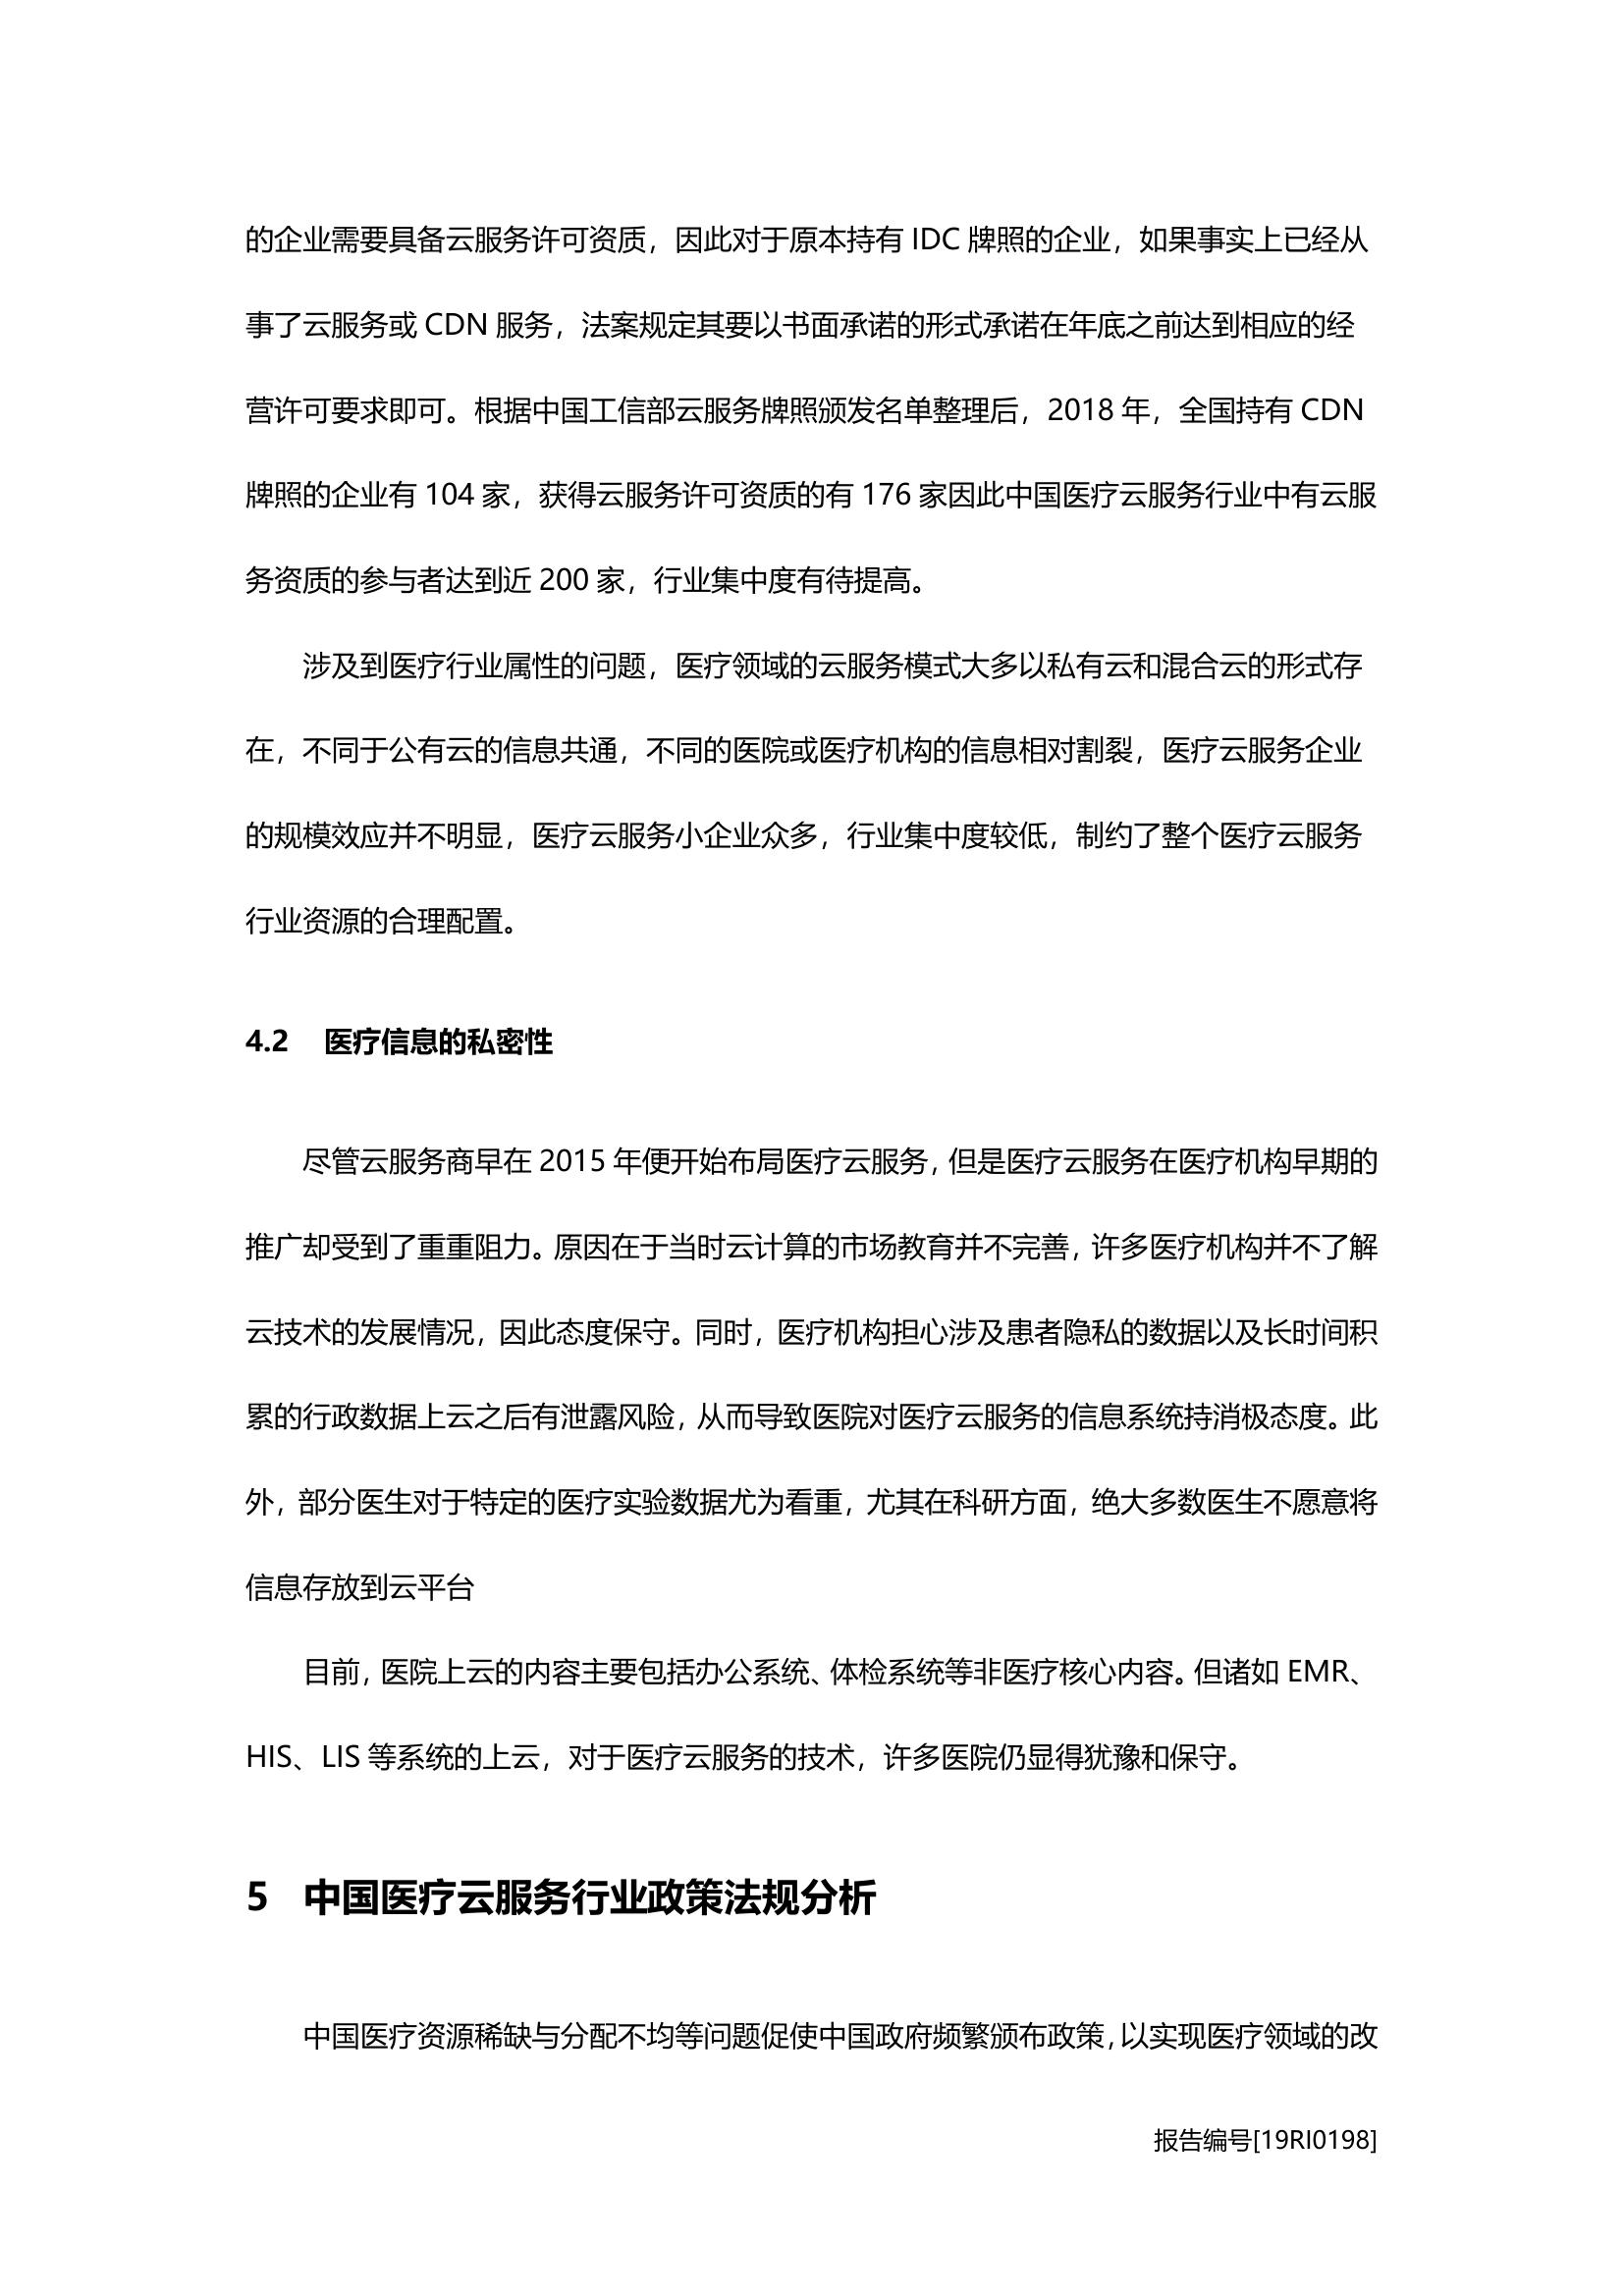 的企业需要具备云服务许可资质，因此对于原本持有 IDC 牌照的企业，如果事实上已经从
事了云服务或 CDN 服务，法案规定其要以书面承诺的形式承诺在年底之前达到相应的经
营许可要求即可。根据中国工信部云服务牌照颁发名单整理后，2018 年，全国持有 CDN
牌照的企业有 104 家，获得云服务许可资质的有 176 家因此中国医疗云服务行业中有云服
务资质的参与者达到近 200 家，行业集中度有待提高。
涉及到医疗行业属性的问题，医疗领域的云服务模式大多以私有云和混合云的形式存
在，不同于公有云的信息共通，不同的医院或医疗机构的信息相对割裂，医疗云服务企业
的规模效应并不明显，医疗云服务小企业众多，行业集中度较低，制约了整个医疗云服务
行业资源的合理配置。
4.2 医疗信息的私密性
尽管云服务商早在 2015 年便开始布局医疗云服务，但是医疗云服务在医疗机构早期的
推广却受到了重重阻力。原因在于当时云计算的市场教育并不完善，许多医疗机构并不了解
云技术的发展情况，因此态度保守。同时，医疗机构担心涉及患者隐私的数据以及长时间积
累的行政数据上云之后有泄露风险，从而导致医院对医疗云服务的信息系统持消极态度。此
外，部分医生对于特定的医疗实验数据尤为看重，尤其在科研方面，绝大多数医生不愿意将
信息存放到云平台
目前，医院上云的内容主要包括办公系统、体检系统等非医疗核心内容。但诸如 EMR、
HIS、LIS 等系统的上云，对于医疗云服务的技术，许多医院仍显得犹豫和保守。
5 中国医疗云服务行业政策法规分析
中国医疗资源稀缺与分配不均等问题促使中国政府频繁颁布政策，以实现医疗领域的改
报告编号[19RI0198]